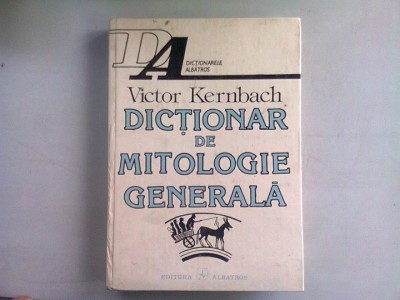 DA
DICȚIONARELE
ALBATROS
Victor Kernbach
DICȚIONAR
DE
MITOLOGIE
GENERALĂ
EDITURA ALBATROS